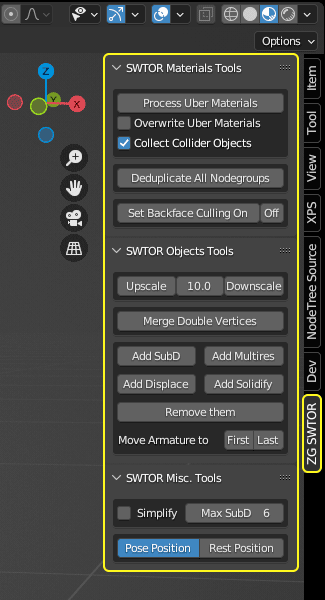 Options
Z
Y
X
SWTOR Materials Tools
Process Uber Materials
Overwrite Uber Materials
Collect Collider Objects
Deduplicate All Nodegroups
Set Backface Culling On Off
SWTOR Objects Tools
Upscale 10.0 Downscale
Merge Double Vertices
Add SubD Add Multires
Add Displace Add Solidify
Remove them
Move Armature to First Last
SWTOR Misc. Tools
Simplify Max SubD 6
Pose Position Rest Position
Item
Tool
View
XPS
NodeTree Source
Dev
ZG SWTOR